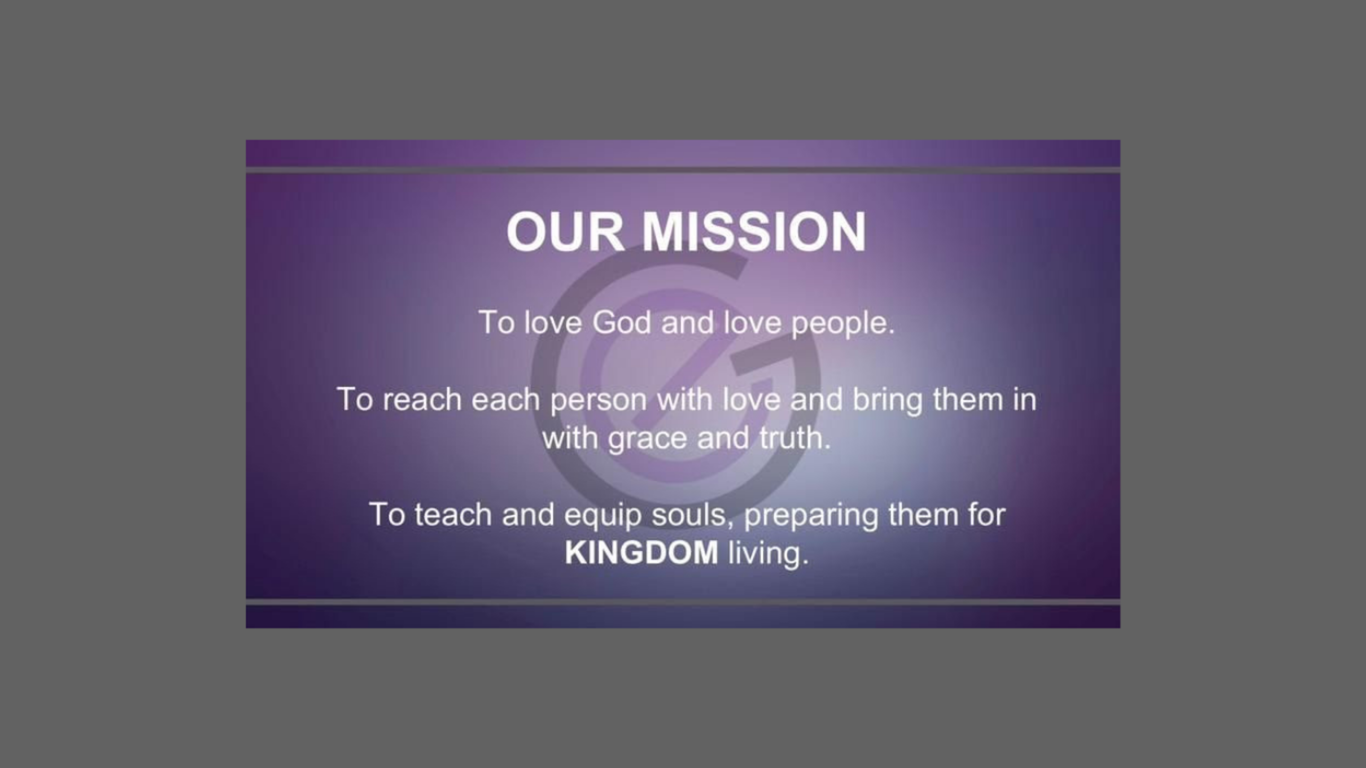 OUR MISSION
To love God and love people.
To reach each person with love and bring them in
with grace and truth.
To teach and equip souls, preparing them for
KINGDOM living.